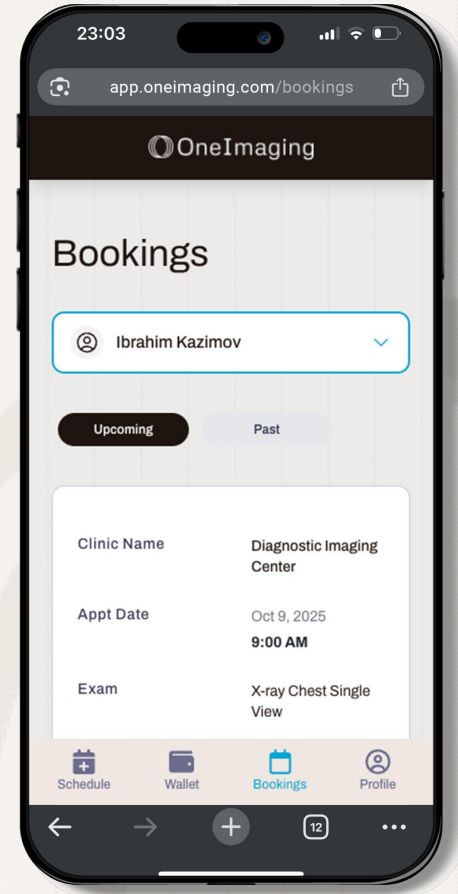 23:03
app.oneimaging.com/bookings
OneImaging
Bookings
Ibrahim Kazimov
Upcoming
Past
Clinic Name
Diagnostic Imaging
Center
Appt Date
Oct 9, 2025
9:00 AM
Exam
X-ray Chest Single
View
Schedule
Wallet
Bookings
Profile
12